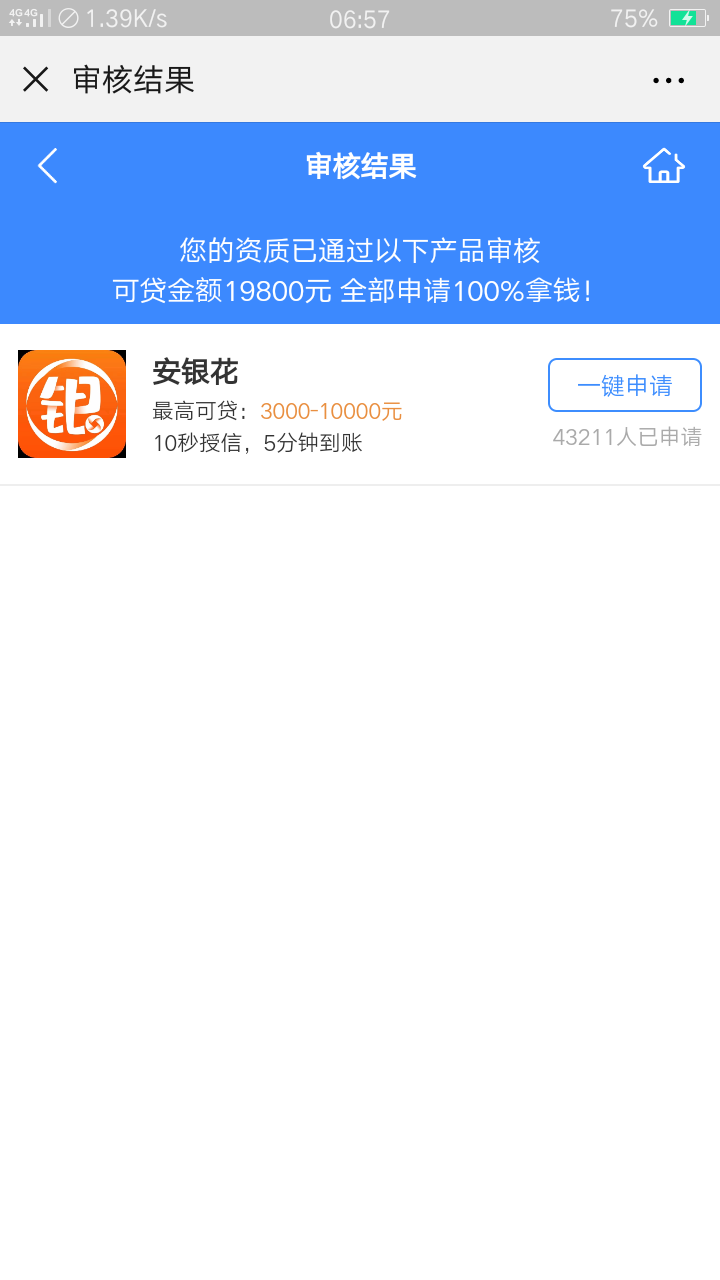 4G 4G 1.39K/s 06:57 75%
审核结果
审核结果
您的资质已通过以下产品审核
可贷金额19800元 全部申请100%拿钱!
银
安银花
一键申请
最高可贷：3000-10000元
43211人已申请
10秒授信，5分钟到账